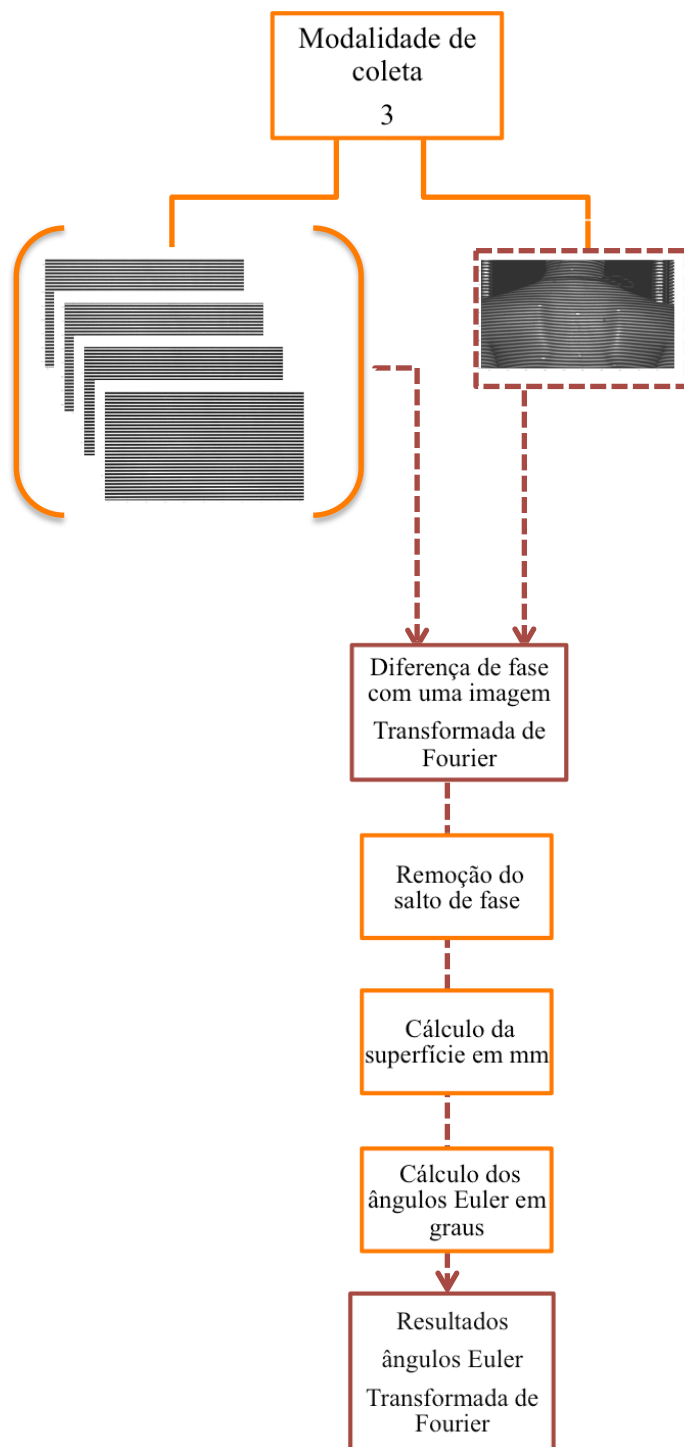 Modalidade de
coleta
3
Diferença de fase
com uma imagem
Transformada de
Fourier
Remoção do
salto de fase
Cálculo da
superfície em mm
Cálculo dos
ângulos Euler em
graus
Resultados
ângulos Euler
Transformada de
Fourier